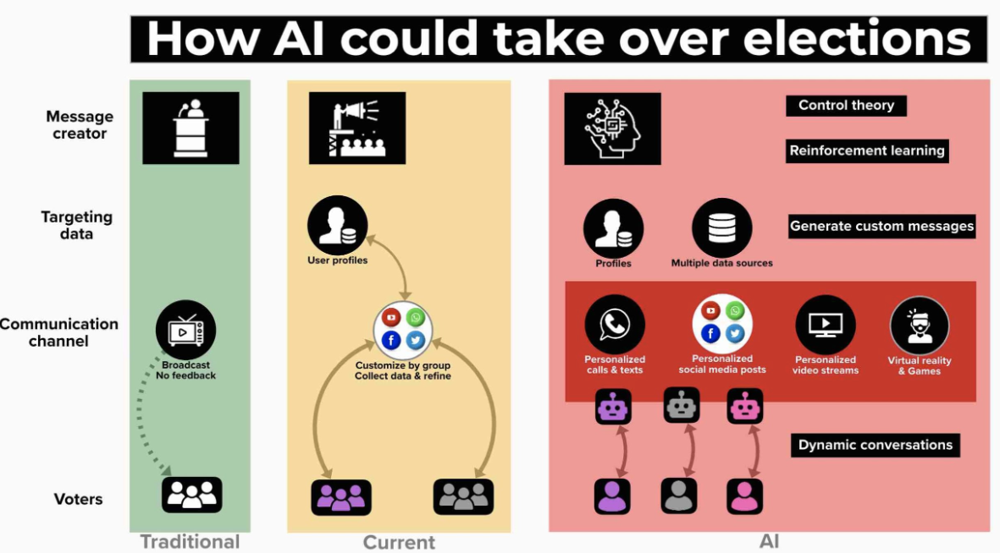 How AI could take over elections
Message
creator
Control theory
Reinforcement learning
Targeting
data
User profiles
Profiles
Multiple data sources
Generate custom messages
Communication
channel
Broadcast
No feedback
Customize by group
Collect data & refine
Personalized
calls & texts
Personalized
social media posts
Personalized
video streams
Virtual reality
& Games
Dynamic conversations
Voters
Traditional
Current
AI